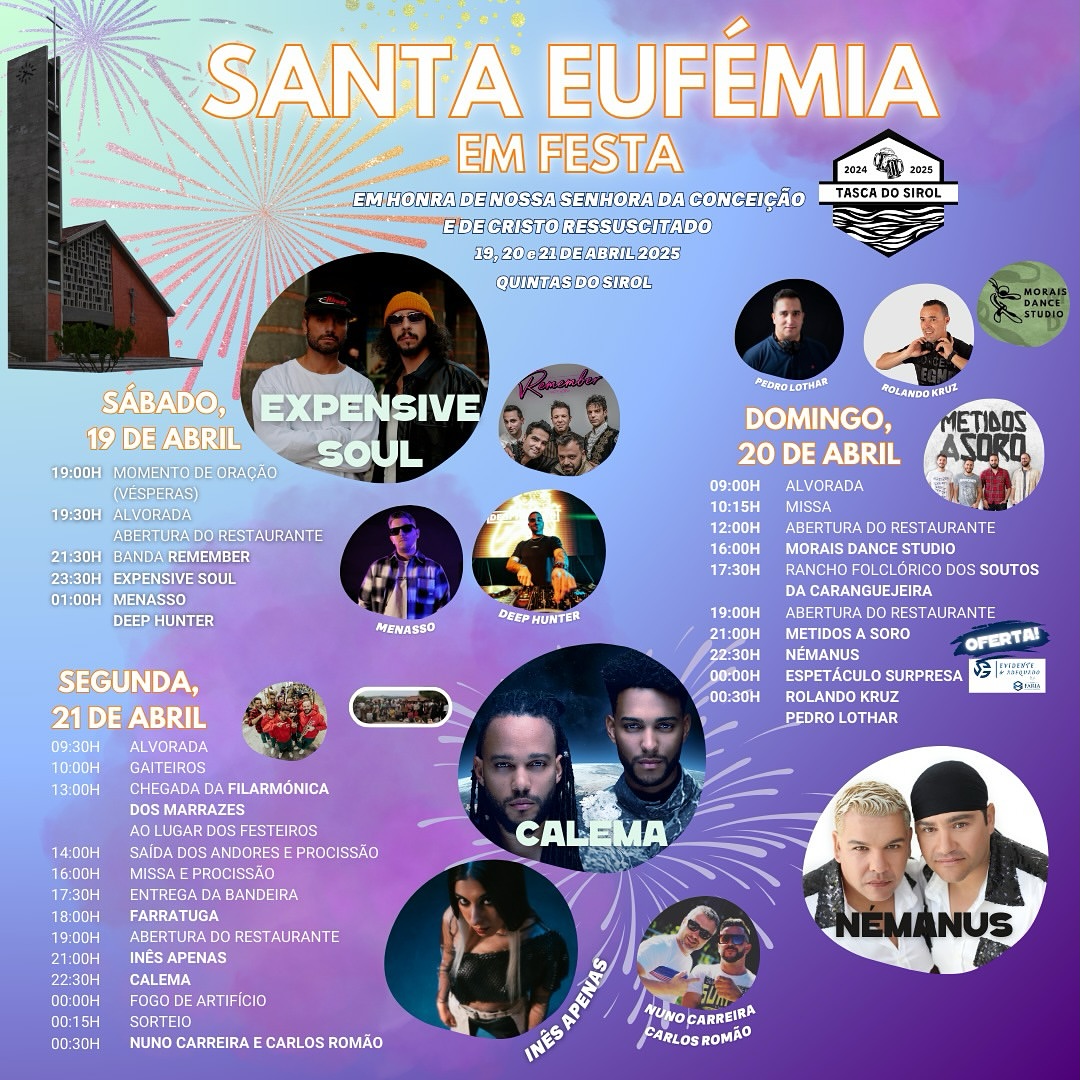 SANTA EUFÉMIA
EM FESTA
EM HONRA DE NOSSA SENHORA DA CONCEIÇÃO
E DE CRISTO RESSUSCITADO
19, 20 e 21 DE ABRIL 2025
QUINTAS DO SIROL
2024 2025
TASCA DO SIROL
EXPENSIVE
SOUL
Remember
MENASSO
DEEP HUNTER
PEDRO LOTHAR
ROLANDO KRUZ
MORAIS
DANCE
STUDIO
METIDOS
A SORO
SÁBADO,
19 DE ABRIL
19:00H MOMENTO DE ORAÇÃO
(VÉSPERAS)
19:30H ALVORADA
ABERTURA DO RESTAURANTE
21:30H BANDA REMEMBER
23:30H EXPENSIVE SOUL
01:00H MENASSO
DEEP HUNTER
DOMINGO,
20 DE ABRIL
09:00H ALVORADA
10:15H MISSA
12:00H ABERTURA DO RESTAURANTE
16:00H MORAIS DANCE STUDIO
17:30H RANCHO FOLCLÓRICO DOS SOUTOS
DA CARANGUEJEIRA
19:00H ABERTURA DO RESTAURANTE
21:00H METIDOS A SORO
22:30H NÉMANUS
00:00H ESPETÁCULO SURPRESA
00:30H ROLANDO KRUZ
PEDRO LOTHAR
OFERTA!
EVIDENTE
& ADEQUADO
FARIA
SEGUNDA,
21 DE ABRIL
09:30H ALVORADA
10:00H GAITEIROS
13:00H CHEGADA DA FILARMÓNICA
DOS MARRAZES
AO LUGAR DOS FESTEIROS
14:00H SAÍDA DOS ANDORES E PROCISSÃO
16:00H MISSA E PROCISSÃO
17:30H ENTREGA DA BANDEIRA
18:00H FARRATUGA
19:00H ABERTURA DO RESTAURANTE
21:00H INÊS APENAS
22:30H CALEMA
00:00H FOGO DE ARTIFÍCIO
00:15H SORTEIO
00:30H NUNO CARREIRA E CARLOS ROMÃO
CALEMA
INÊS APENAS
NUNO CARREIRA
CARLOS ROMÃO
NÉMANUS